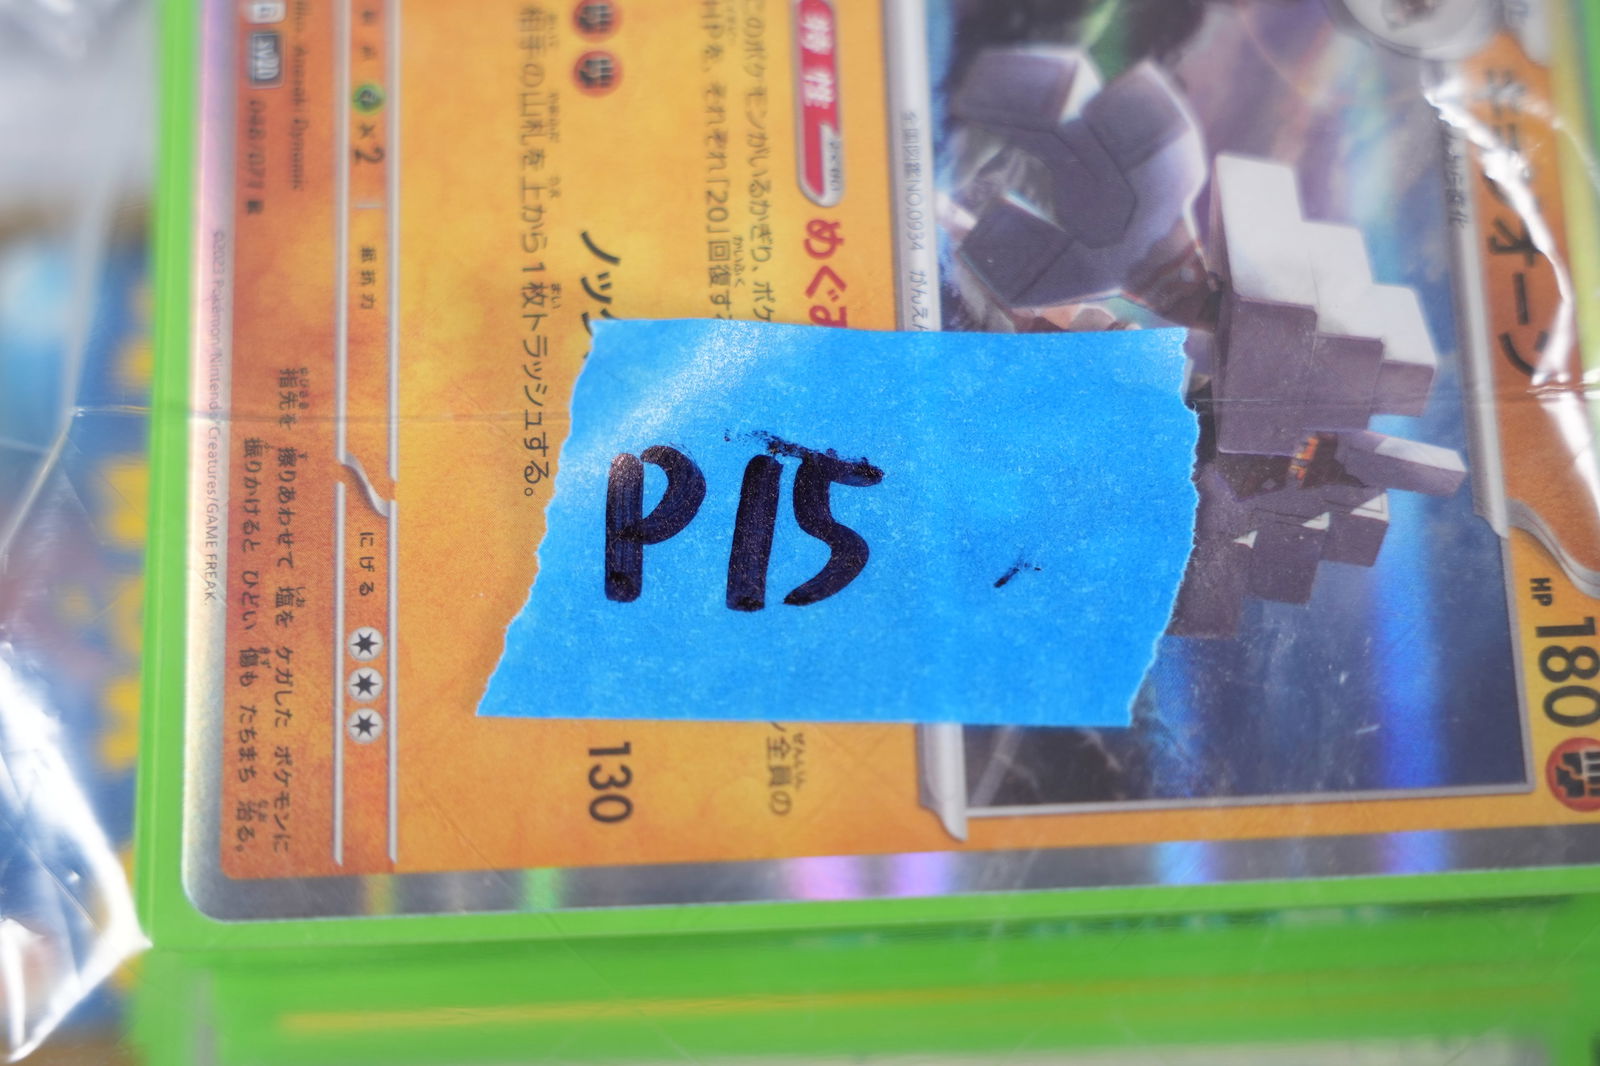 P15
HP 180
全国図鑑NO.0934
特性
めぐみ
このポケモンがいるかぎり、ポケ
ン全員の
HPを、それぞれ「20」回復す
130
相手の山札を上から1枚トラッシュする。
×2
抵抗力
にげる
指先を 擦りあわせて 塩を ケガした ポケモンに
振りかけると ひどい 傷も たちまち 治る。
©2023 Pokémon/Nintendo/Creatures/GAME FREAK.